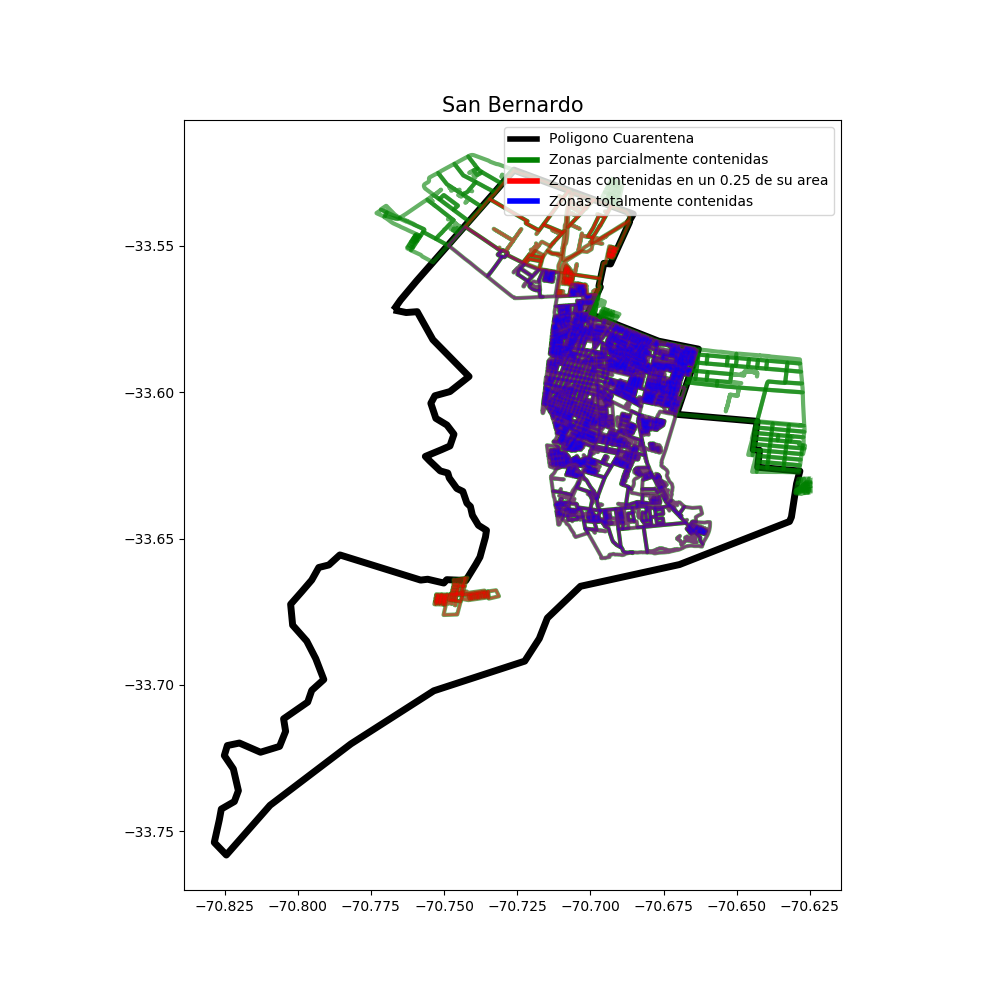 San Bernardo
Poligono Cuarentena
Zonas parcialmente contenidas
Zonas contenidas en un 0.25 de su area
Zonas totalmente contenidas
−33.55
−33.60
−33.65
−33.70
−33.75
−70.825 −70.800 −70.775 −70.750 −70.725 −70.700 −70.675 −70.650 −70.625